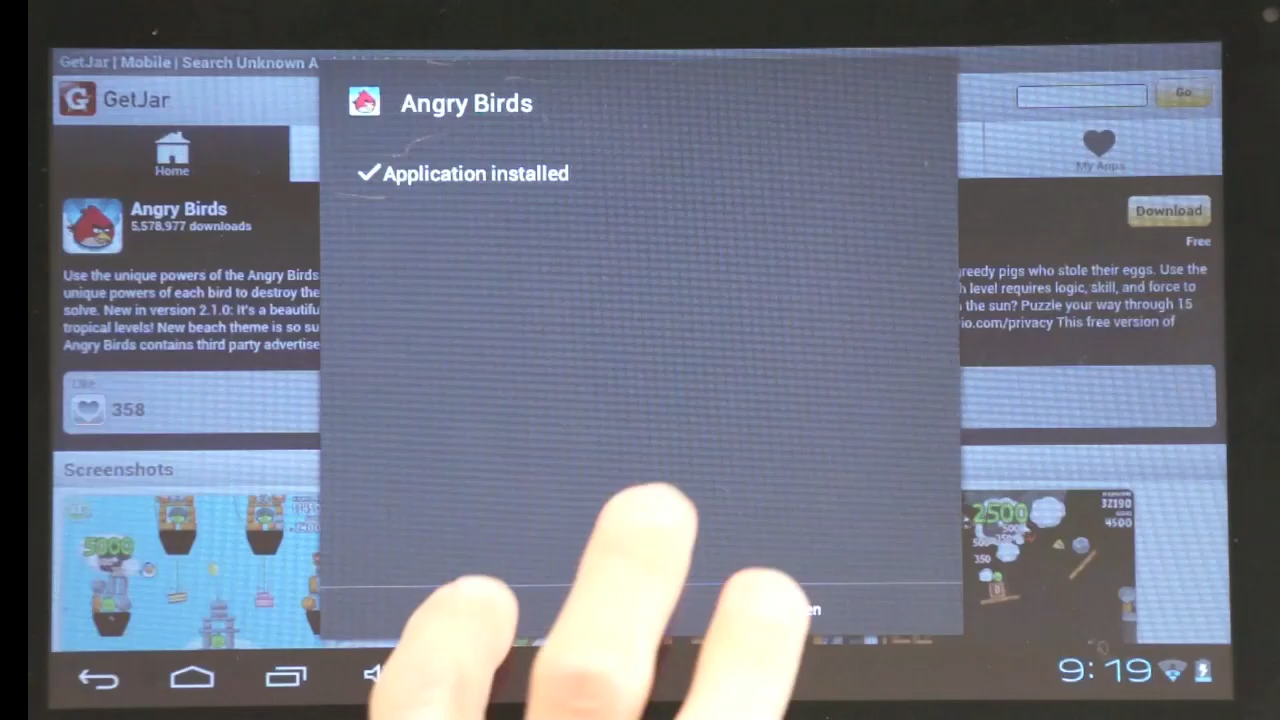 GetJar | Mobile | Search Unknown A
GetJar
Go
Home
My Apps
Angry Birds
Application installed
Angry Birds
5,578,977 downloads
Download
Free
Use the unique powers of the Angry Birds
unique powers of each bird to destroy the
solve. New in version 2.1.0: It's a beautifu
tropical levels! New beach theme is so su
Angry Birds contains third party advertise
greedy pigs who stole their eggs. Use the
h level requires logic, skill, and force to
the sun? Puzzle your way through 15
io.com/privacy This free version of
Like
358
Screenshots
5000
2500
32190
4500
500
350
en
9:19